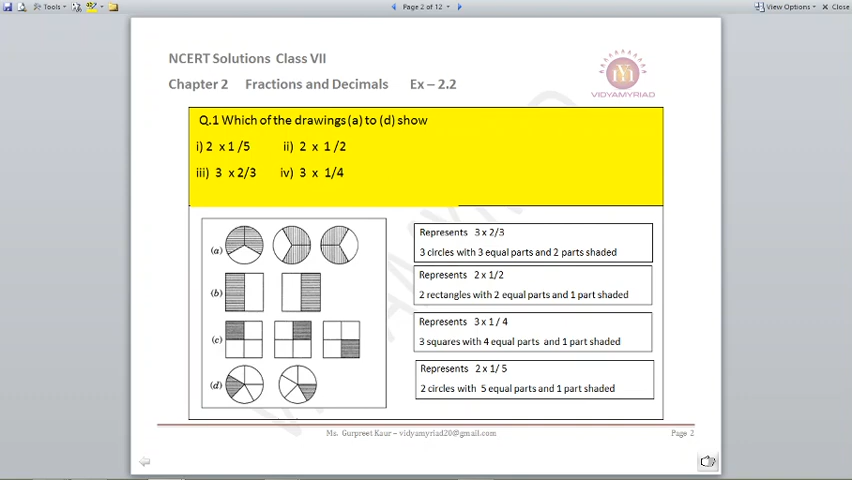 Tools
Page 2 of 12
View Options
Close
NCERT Solutions Class VII
Chapter 2 Fractions and Decimals Ex – 2.2
VIDYAMYRIAD
Q.1 Which of the drawings (a) to (d) show
i) 2 x 1 /5 ii) 2 x 1 /2
iii) 3 x 2/3 iv) 3 x 1/4
(a)
(b)
(c)
(d)
Represents 3 x 2/3
3 circles with 3 equal parts and 2 parts shaded
Represents 2 x 1/2
2 rectangles with 2 equal parts and 1 part shaded
Represents 3 x 1 / 4
3 squares with 4 equal parts and 1 part shaded
Represents 2 x 1/ 5
2 circles with 5 equal parts and 1 part shaded
Ms. Gurpreet Kaur – vidyamyriad20@gmail.com
Page 2